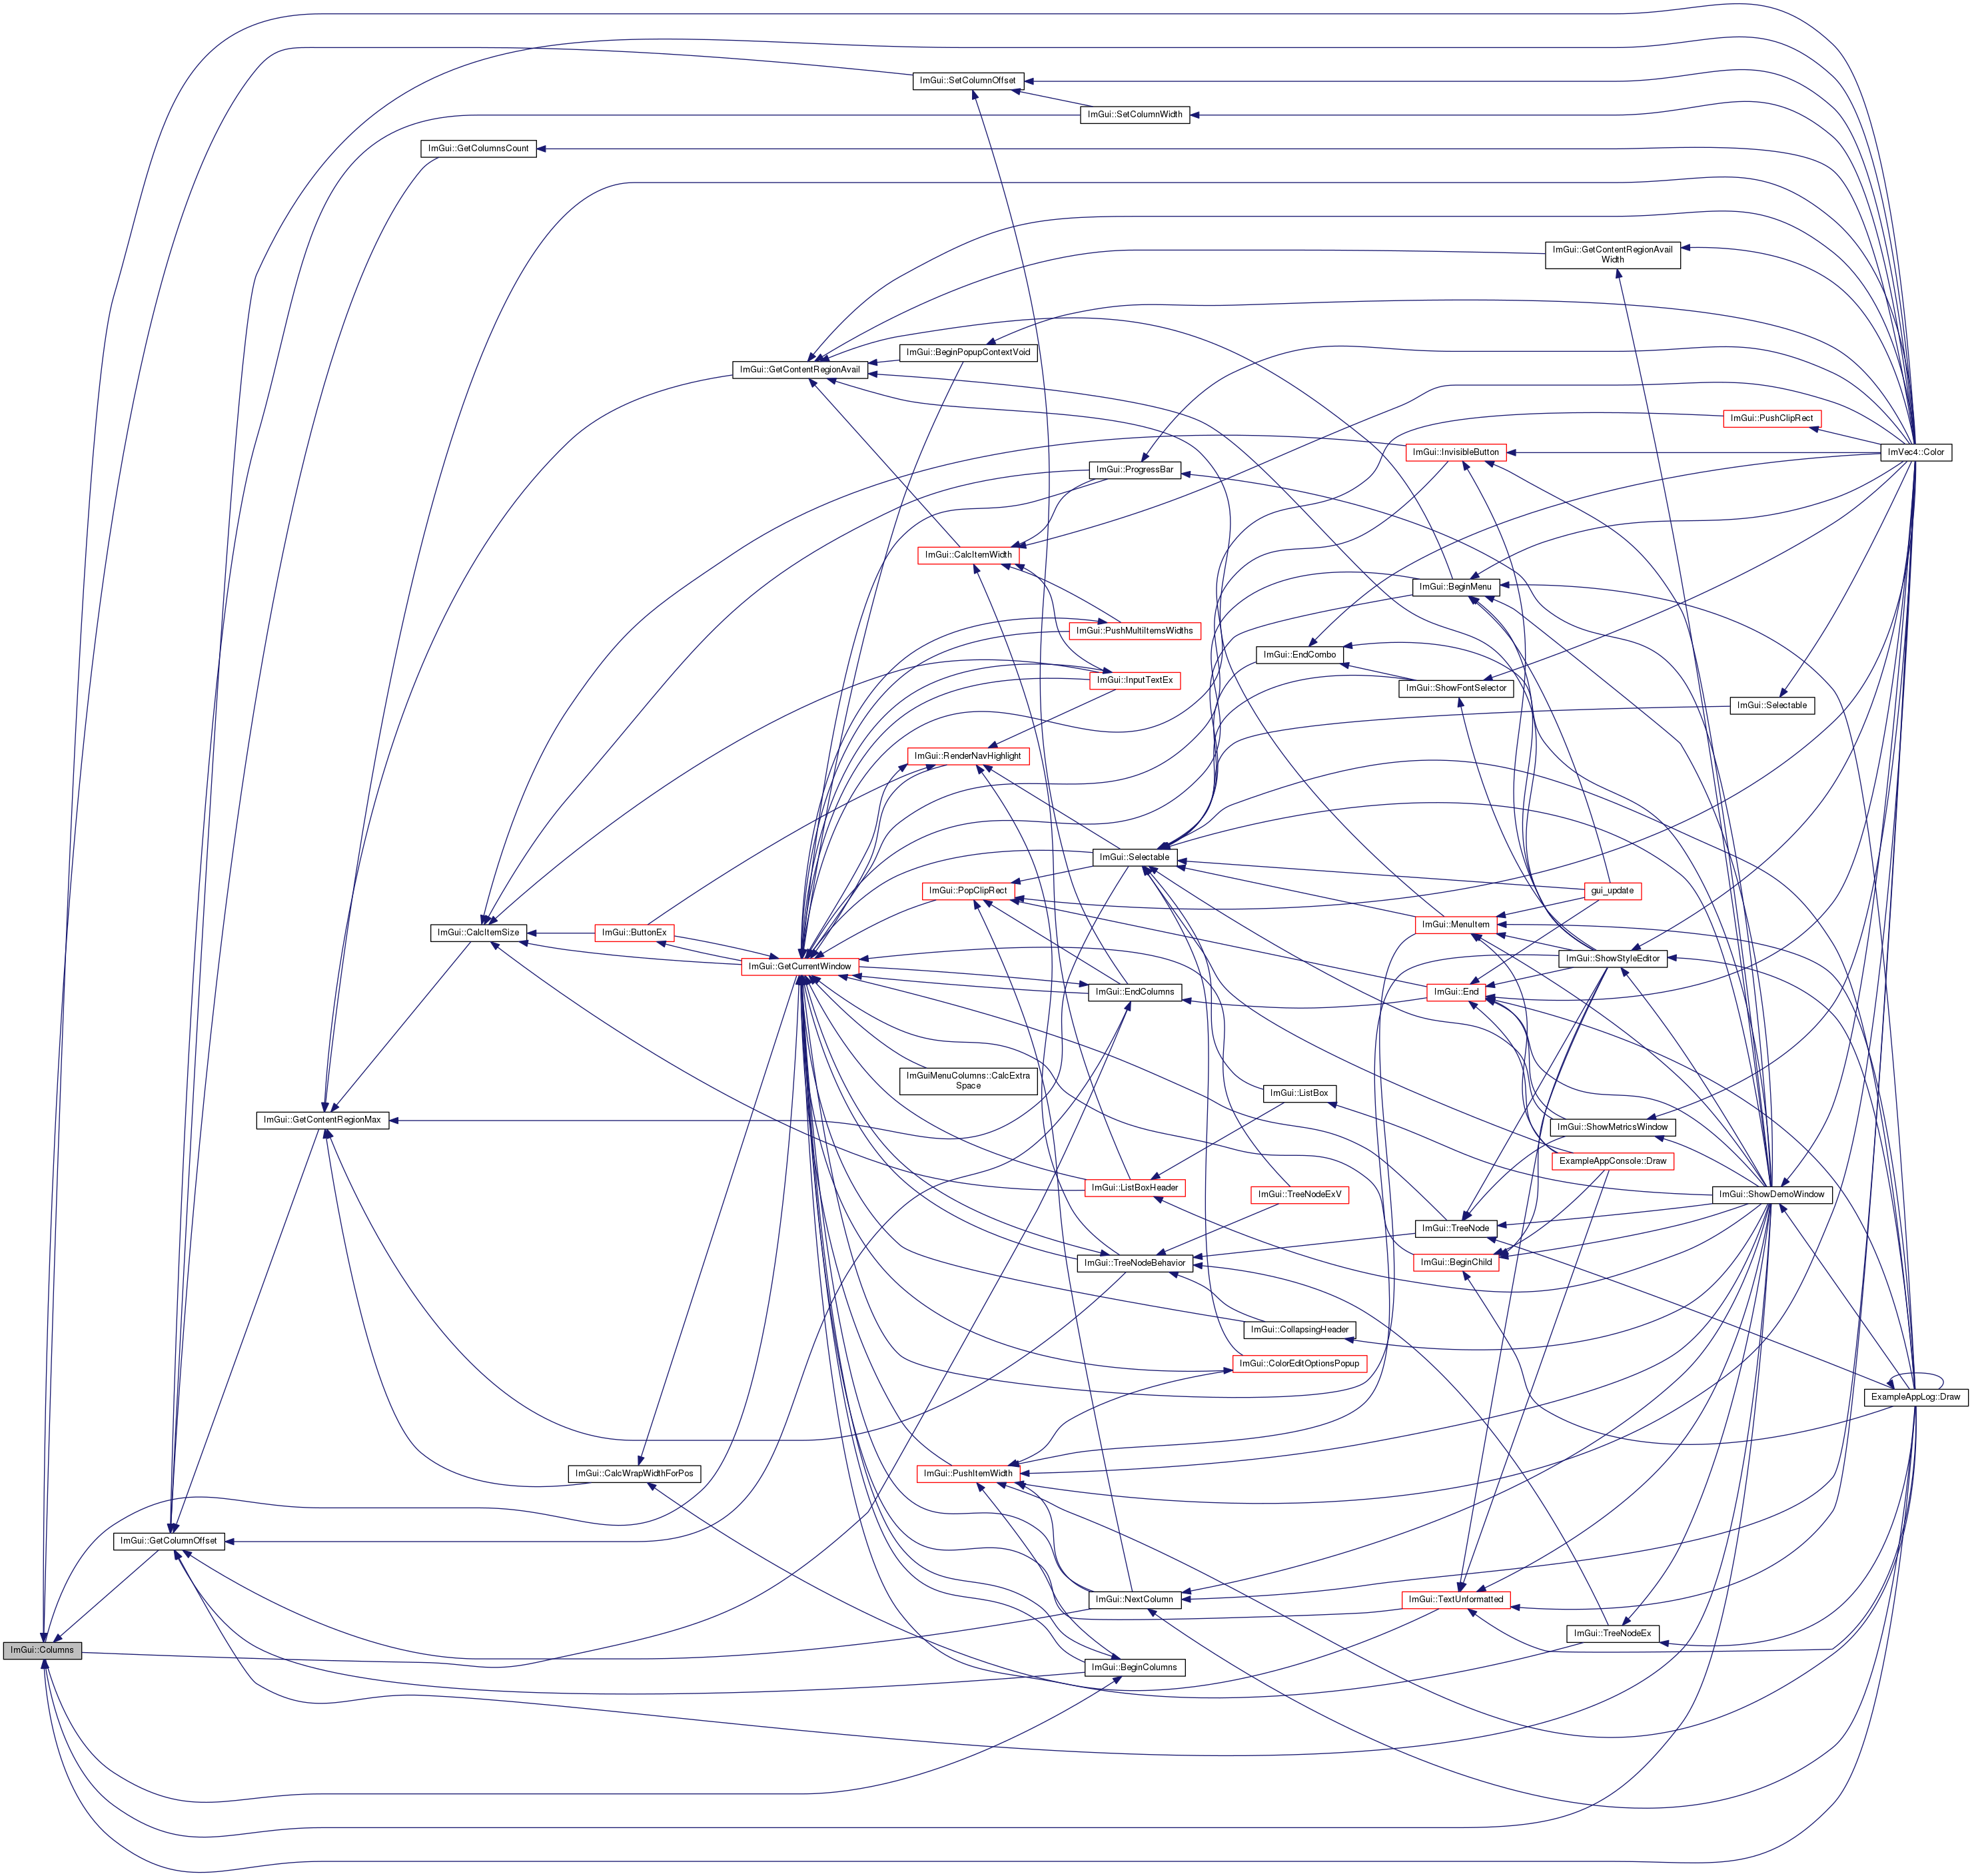 ImGui::SetColumnOffset
ImGui::SetColumnWidth
ImGui::GetColumnsCount
ImGui::GetContentRegionAvail
Width
ImGui::BeginPopupContextVoid
ImGui::GetContentRegionAvail
ImGui::PushClipRect
ImGui::InvisibleButton
ImVec4::Color
ImGui::ProgressBar
ImGui::CalcItemWidth
ImGui::BeginMenu
ImGui::PushMultiItemsWidths
ImGui::EndCombo
ImGui::InputTextEx
ImGui::ShowFontSelector
ImGui::Selectable
ImGui::RenderNavHighlight
ImGui::Selectable
ImGui::PopClipRect
gui_update
ImGui::MenuItem
ImGui::CalcItemSize
ImGui::ButtonEx
ImGui::ShowStyleEditor
ImGui::GetCurrentWindow
ImGui::EndColumns
ImGui::End
ImGuiMenuColumns::CalcExtra
Space
ImGui::ListBox
ImGui::GetContentRegionMax
ImGui::ShowMetricsWindow
ExampleAppConsole::Draw
ImGui::ListBoxHeader
ImGui::TreeNodeExV
ImGui::ShowDemoWindow
ImGui::TreeNode
ImGui::TreeNodeBehavior
ImGui::BeginChild
ImGui::CollapsingHeader
ImGui::ColorEditOptionsPopup
ExampleAppLog::Draw
ImGui::CalcWrapWidthForPos
ImGui::PushItemWidth
ImGui::GetColumnOffset
ImGui::NextColumn
ImGui::TextUnformatted
ImGui::TreeNodeEx
ImGui::Columns
ImGui::BeginColumns